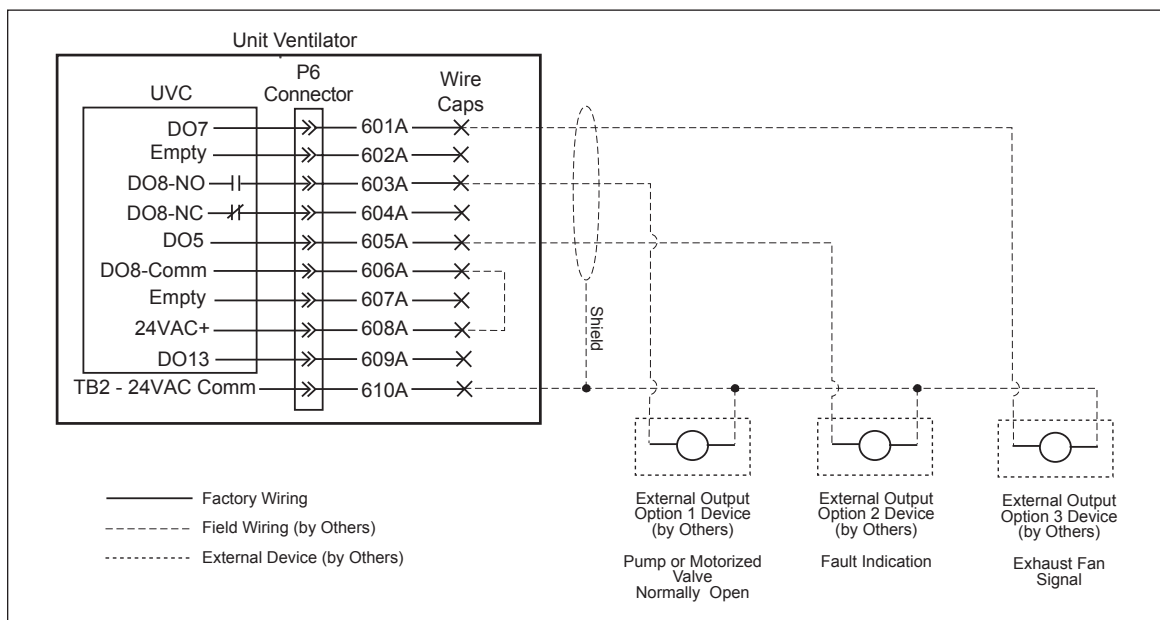 Unit Ventilator
P6
Connector
Wire
Caps
UVC
DO7
601A
Empty
602A
DO8-NO
603A
DO8-NC
604A
DO5
605A
DO8-Comm
606A
Empty
607A
24VAC+
608A
DO13
609A
TB2 - 24VAC Comm
610A
Shield
Factory Wiring
Field Wiring (by Others)
External Device (by Others)
External Output
Option 1 Device
(by Others)
Pump or Motorized
Valve
Normally Open
External Output
Option 2 Device
(by Others)
Fault Indication
External Output
Option 3 Device
(by Others)
Exhaust Fan
Signal